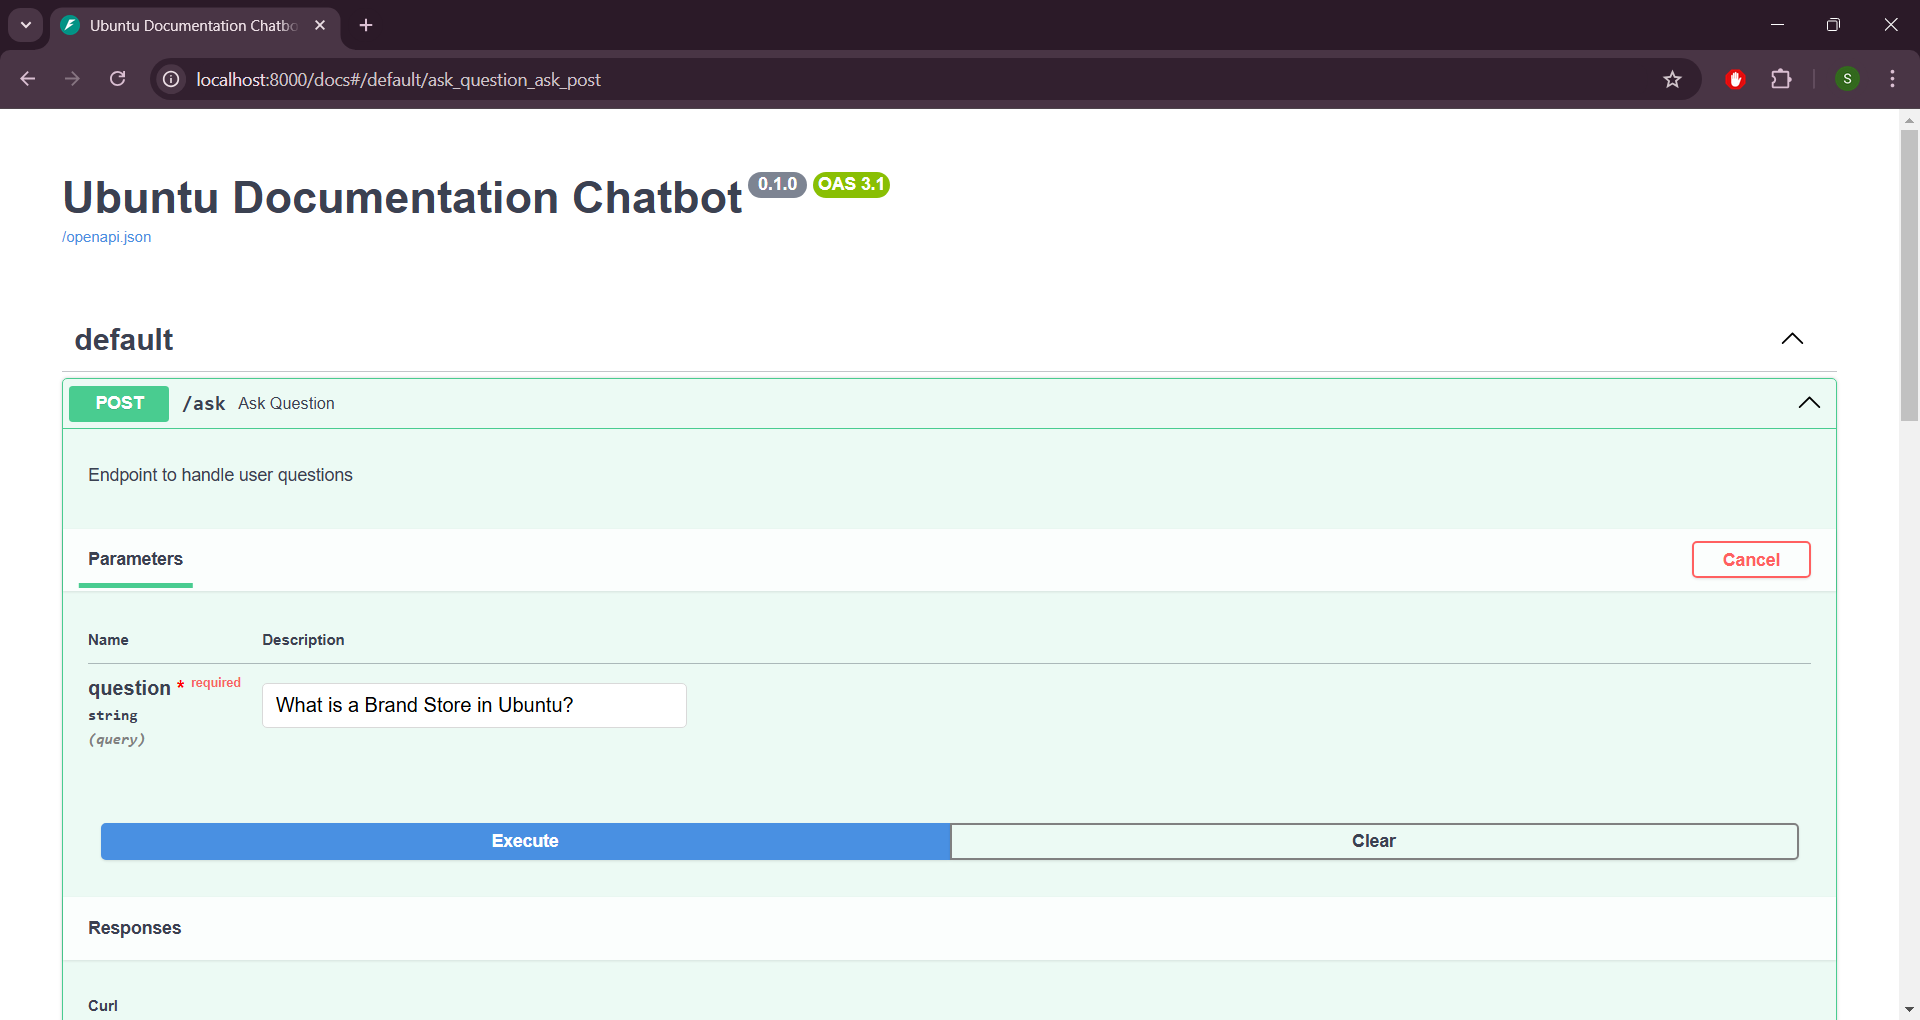 Ubuntu Documentation Chatbo
localhost:8000/docs#/default/ask_question_ask_post
S
Ubuntu Documentation Chatbot 0.1.0 OAS 3.1
/openapi.json
default
POST /ask Ask Question
Endpoint to handle user questions
Parameters
Cancel
Name Description
question * required
string
(query)
What is a Brand Store in Ubuntu?
Execute
Clear
Responses
Curl